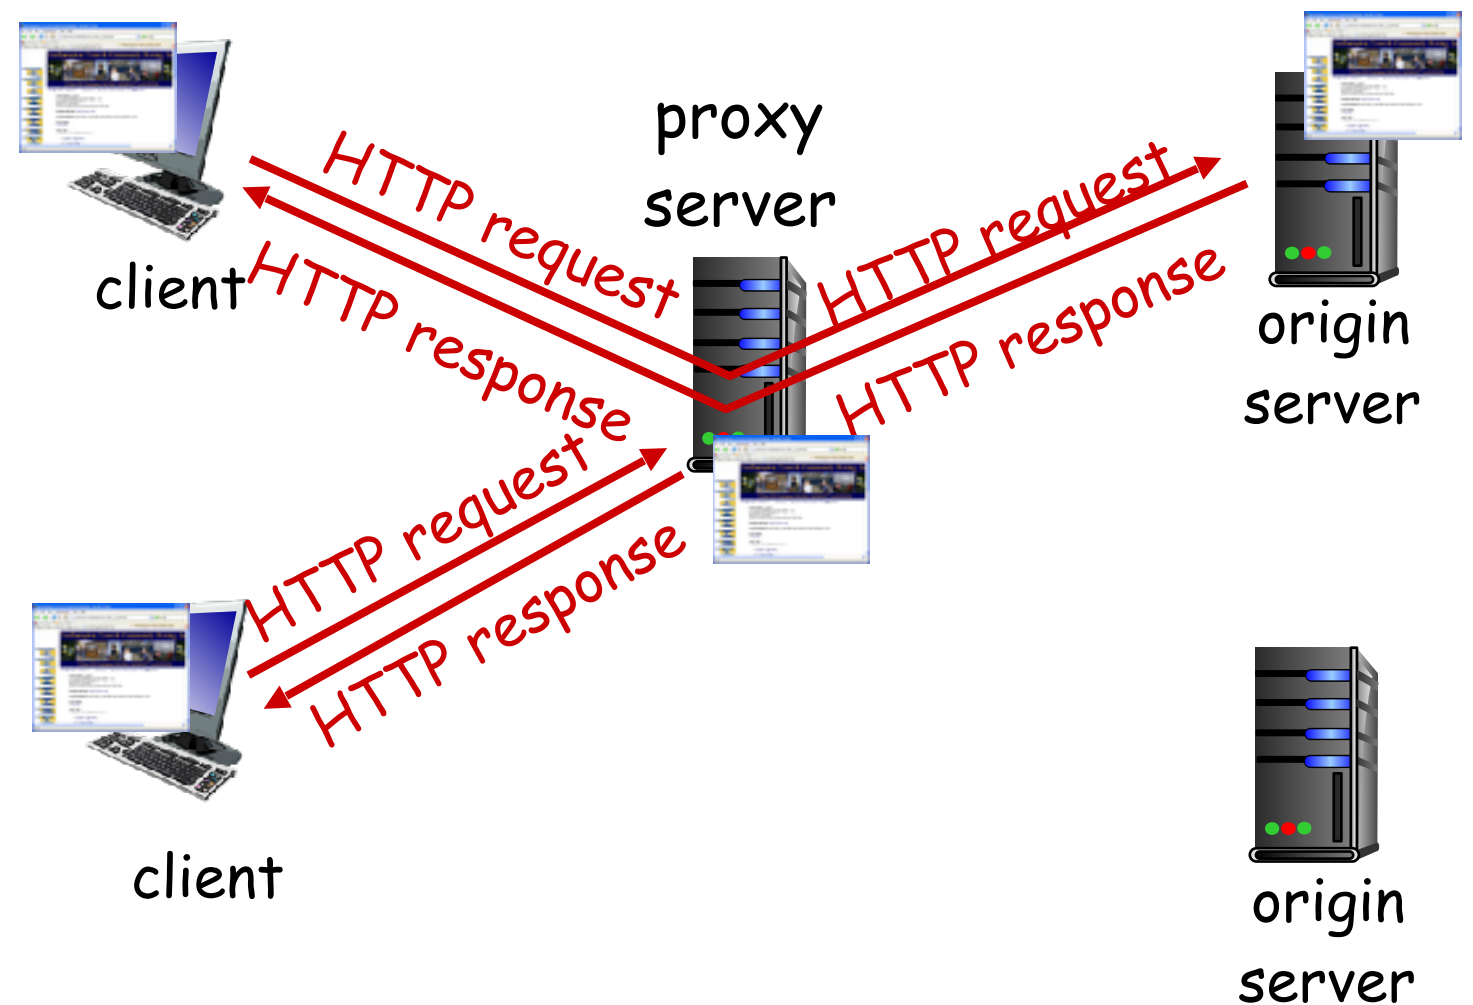 proxy
server
HTTP request
HTTP request
client
HTTP response
HTTP response
origin
server
HTTP request
HTTP response
client
origin
server